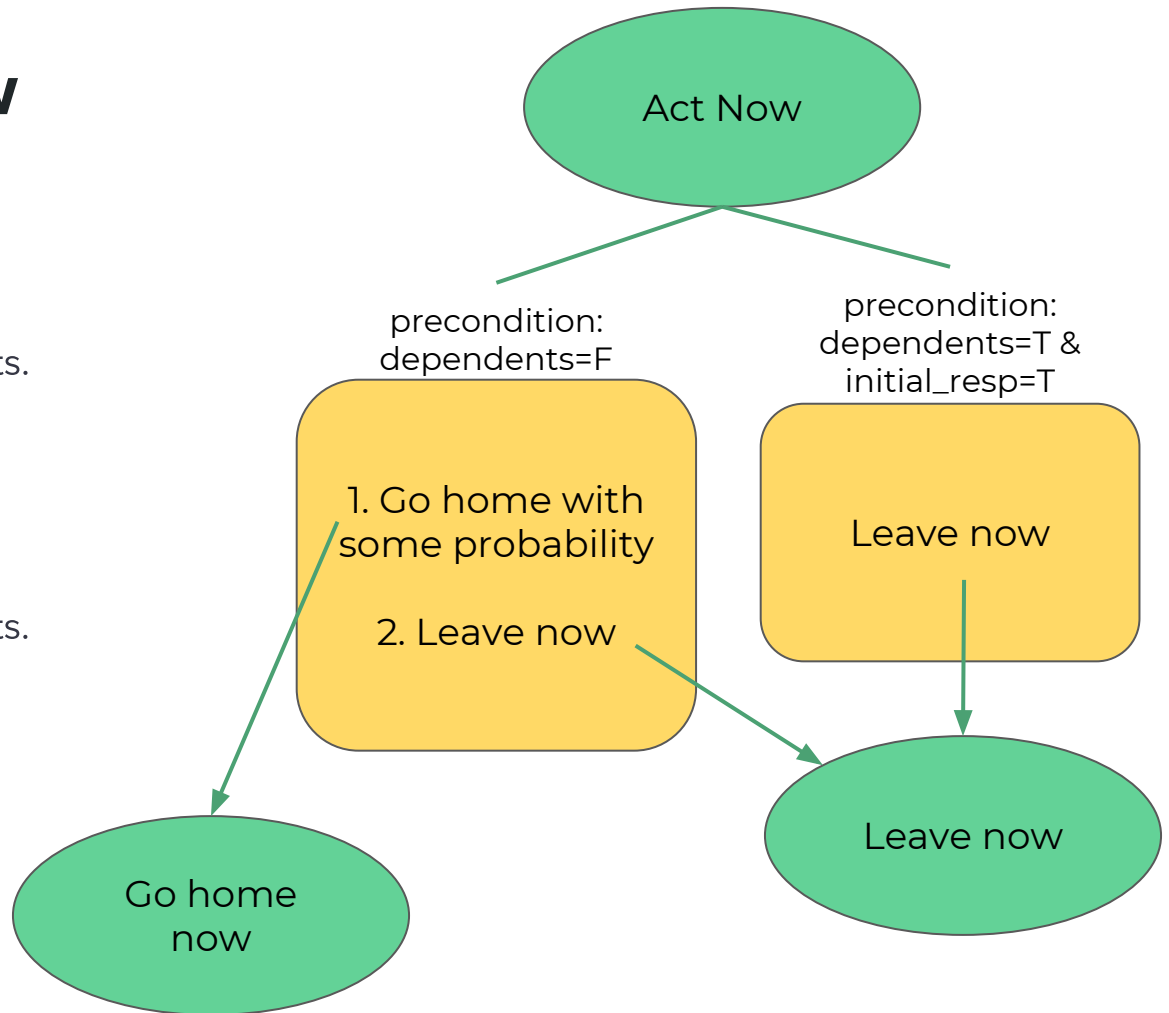 Act Now
precondition:
dependents=F
precondition:
dependents=T &
initial_resp=T
1. Go home with
some probability
2. Leave now
Leave now
Go home
now
Leave now